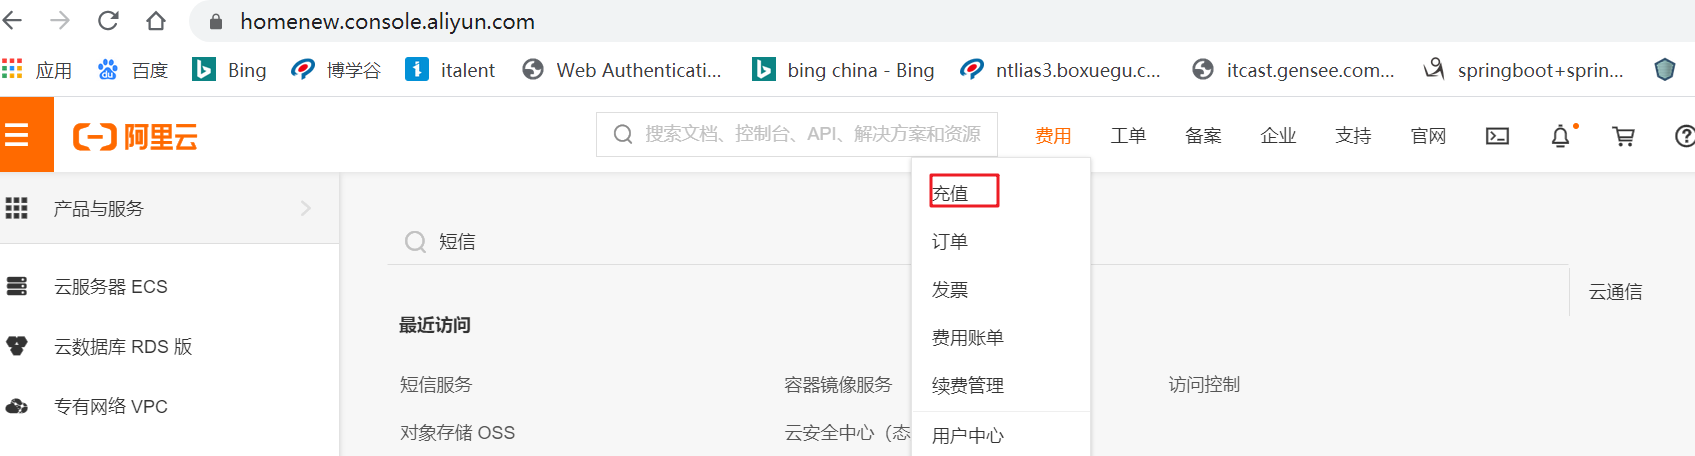 homenew.console.aliyun.com
应用 百度 Bing 博学谷 italent Web Authenticati... bing china - Bing ntlias3.boxuegu.c... itcast.gensee.com... springboot+sprin...
阿里云 搜索文档、控制台、API、解决方案和资源 费用 工单 备案 企业 支持 官网
充值
产品与服务
短信 订单
云服务器 ECS 发票 云通信
最近访问
费用账单
云数据库 RDS 版
短信服务 容器镜像服务 续费管理 访问控制
专有网络 VPC
对象存储 OSS 云安全中心（态 用户中心